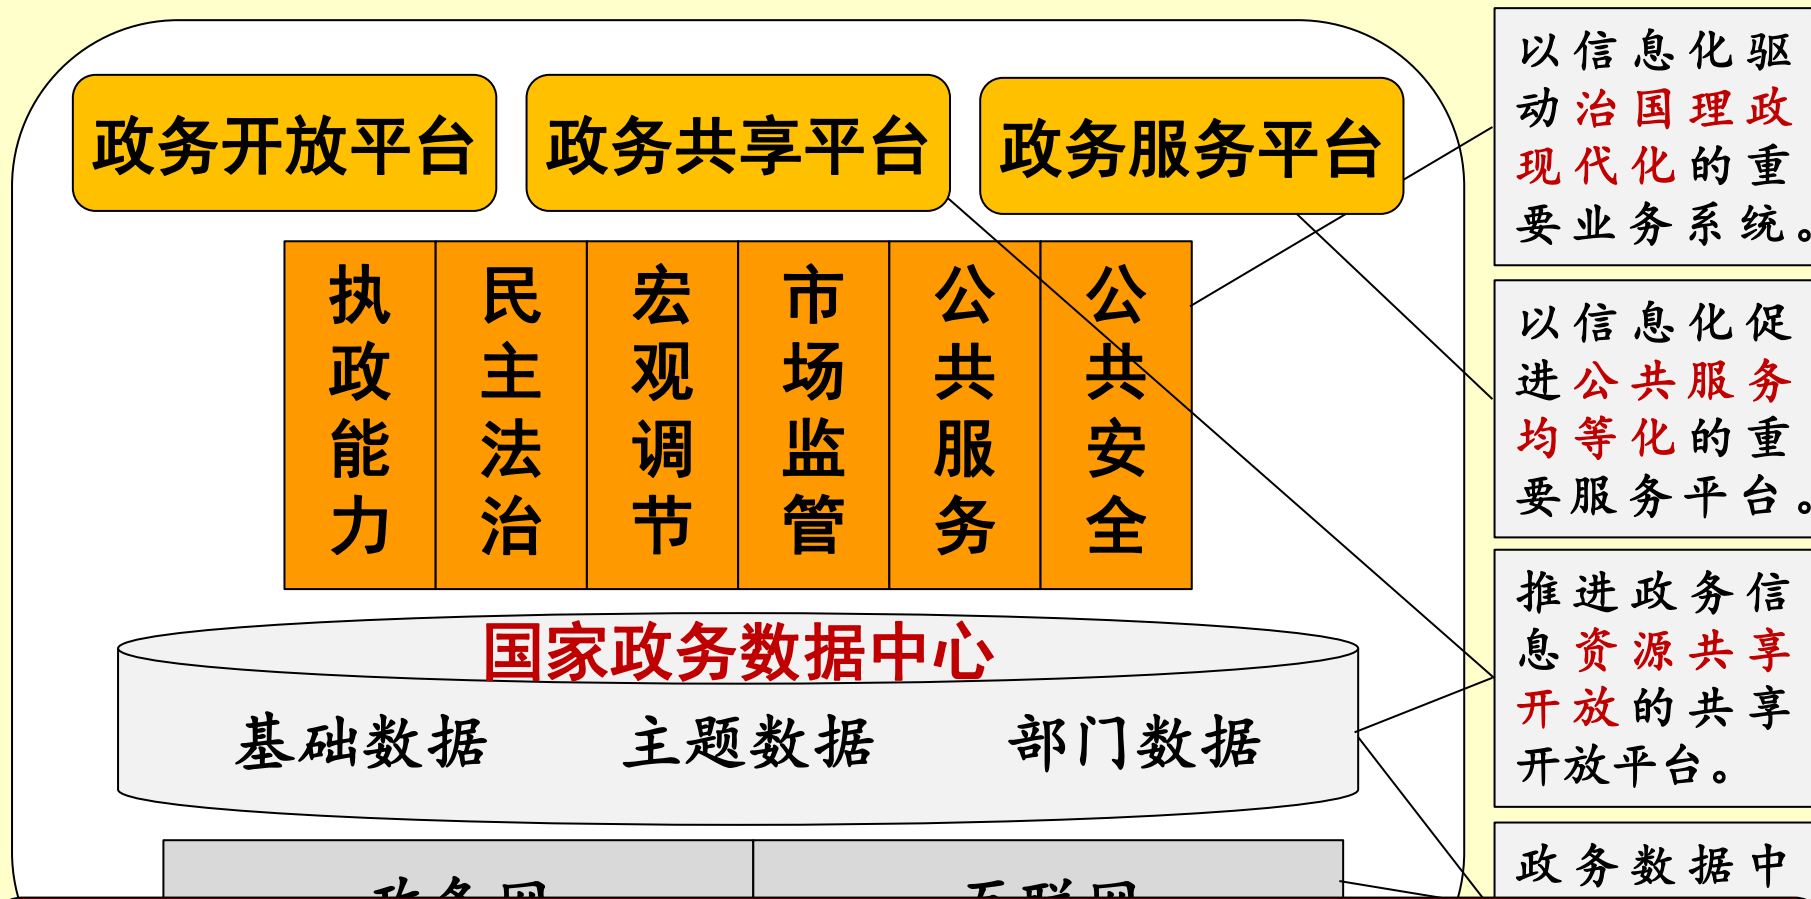 政务开放平台
政务共享平台
政务服务平台
执政能力
民主法治
宏观调节
市场监管
公共服务
公共安全
国家政务数据中心
基础数据
主题数据
部门数据
政务网
互联网
以信息化驱
动治国理政
现代化的重
要业务系统。
以信息化促
进公共服务
均等化的重
要服务平台。
推进政务信
息资源共享
开放的共享
开放平台。
政务数据中